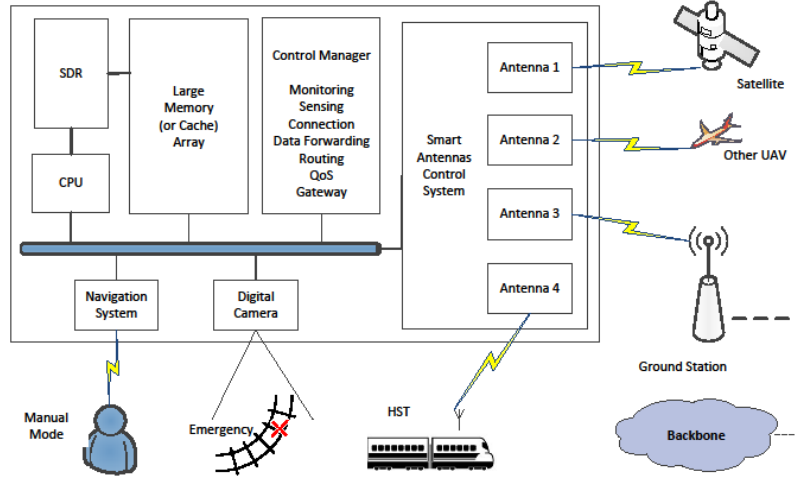 SDR
CPU
Large
Memory
(or Cache)
Array
Control Manager
Monitoring
Sensing
Connection
Data Forwarding
Routing
QoS
Gateway
Smart
Antennas
Control
System
Antenna 1
Antenna 2
Antenna 3
Antenna 4
Satellite
Other UAV
Ground Station
Backbone
Navigation
System
Digital
Camera
Manual
Mode
Emergency
HST